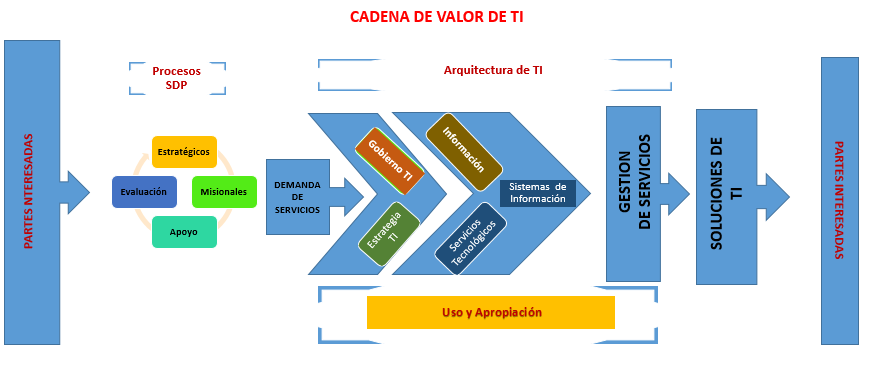 CADENA DE VALOR DE TI
PARTES NTERESADAS
Procesos
SDP
Estratégicos
Evaluación
Misionales
Apoyo
DEMANDA
DE
SERVICIOS
Arquitectura de TI
Gobierno TI
Estrategia
TI
Información
Sistemas de
Información
Servicios
Tecnológicos
Uso y Apropiación
GESTION
DE SERVICIOS
SOLUCIONES DE
TI
PARTES INTERESADAS